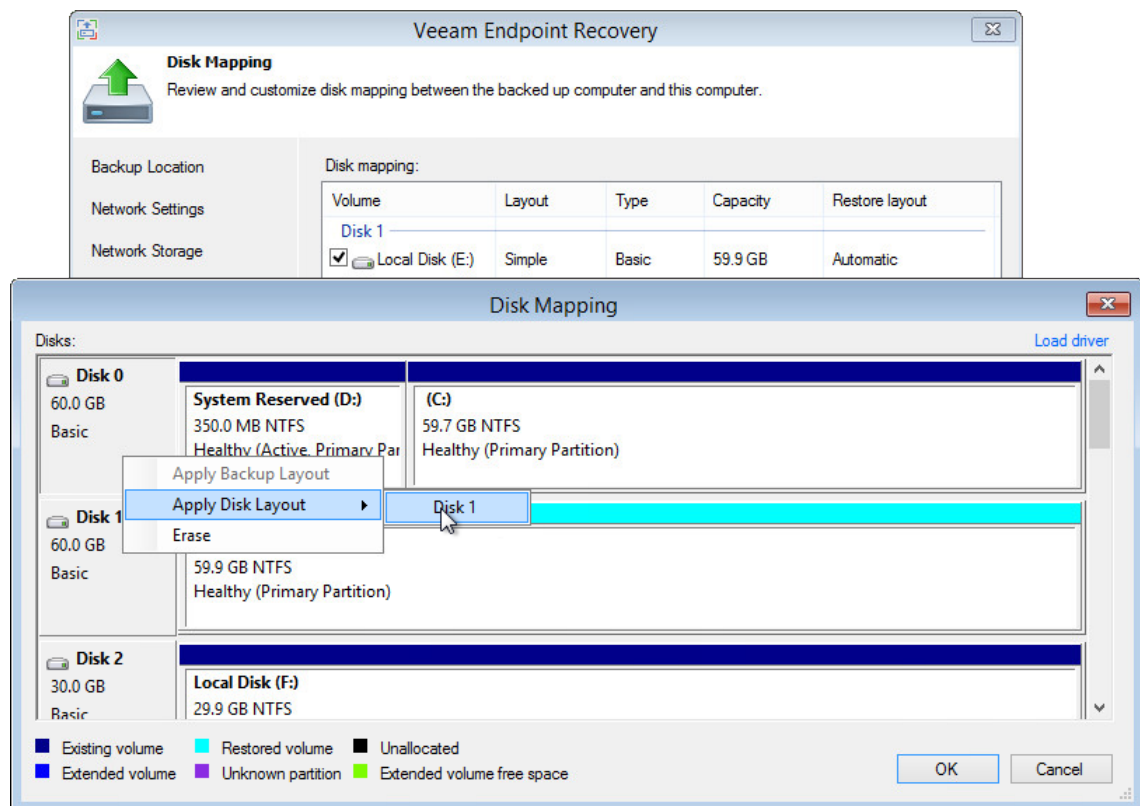 Veeam Endpoint Recovery
Disk Mapping
Review and customize disk mapping between the backed up computer and this computer.
Backup Location
Network Settings
Network Storage
Disk mapping:
Volume Layout Type Capacity Restore layout
Disk 1
Local Disk (E:) Simple Basic 59.9 GB Automatic
Disk Mapping
Disks:
Load driver
Disk 0
60.0 GB
Basic
System Reserved (D:)
350.0 MB NTFS
Healthy (Active, Primary Par
(C:)
59.7 GB NTFS
Healthy (Primary Partition)
Apply Backup Layout
Apply Disk Layout
Disk 1
Erase
Disk 1
60.0 GB
Basic
59.9 GB NTFS
Healthy (Primary Partition)
Disk 2
30.0 GB
Basic
Local Disk (F:)
29.9 GB NTFS
Existing volume Restored volume Unallocated
Extended volume Unknown partition Extended volume free space
OK Cancel